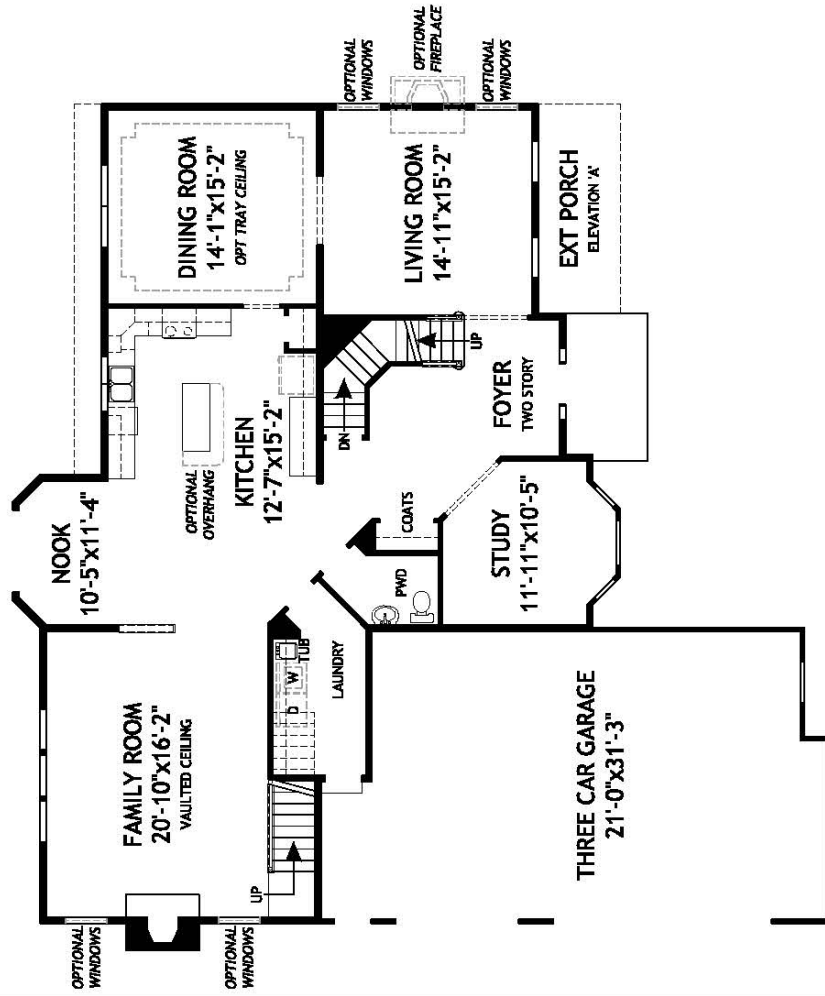 OPTIONAL
WINDOWS
OPTIONAL
FIREPLACE
OPTIONAL
WINDOWS
DINING ROOM
14'-1"x15'-2"
OPT TRAY CEILING
LIVING ROOM
14'-11"x15'-2"
EXT PORCH
ELEVATION 'A'
UP
DN
FOYER
TWO STORY
KITCHEN
12'-7"x15'-2"
OPTIONAL
OVERHANG
NOOK
10'-5"x11'-4"
COATS
STUDY
11'-11"x10'-5"
PWD
TUB
W
D
LAUNDRY
FAMILY ROOM
20'-10"x16'-2"
VAULTED CEILING
THREE CAR GARAGE
21'-0"x31'-3"
UP
OPTIONAL
WINDOWS
OPTIONAL
WINDOWS